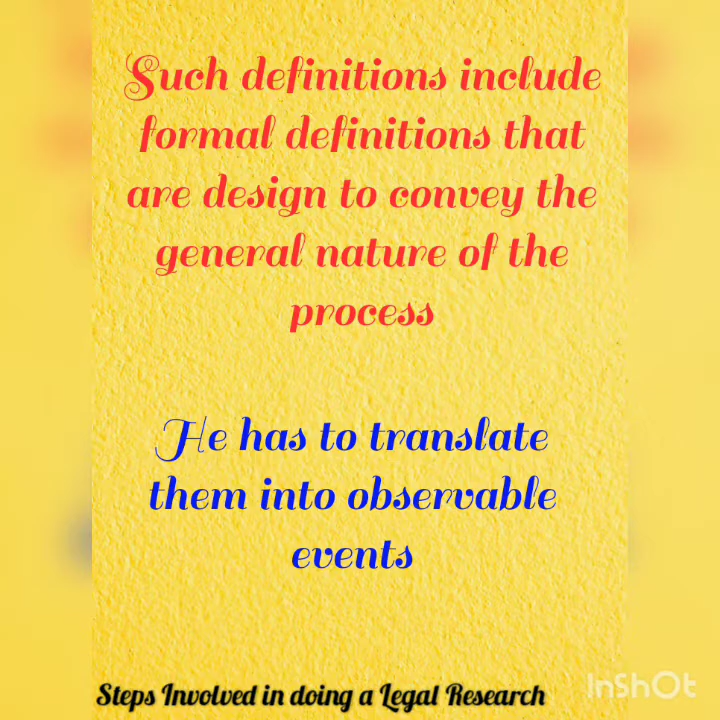 Such definitions include
formal definitions that
are design to convey the
general nature of the
process
He has to translate
them into observable
events
Steps Involved in doing a Legal Research
InShOt